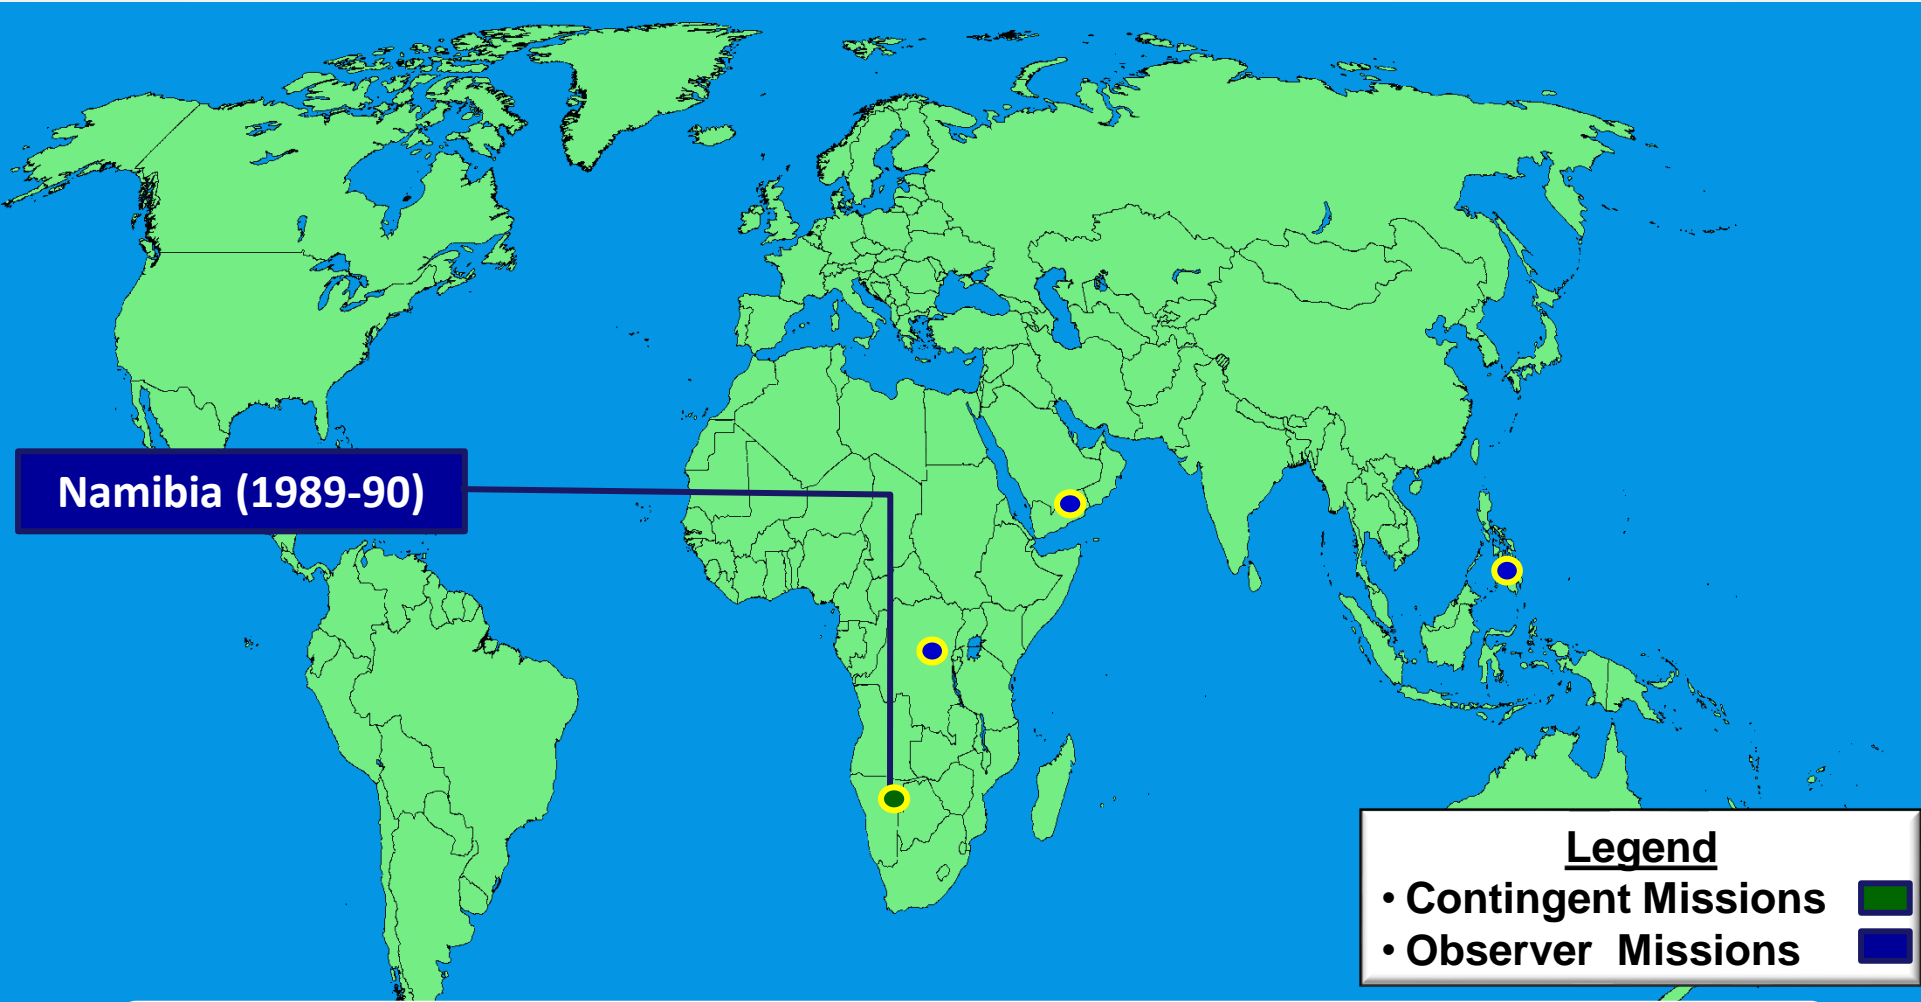 Namibia (1989-90)
Legend
• Contingent Missions
• Observer Missions